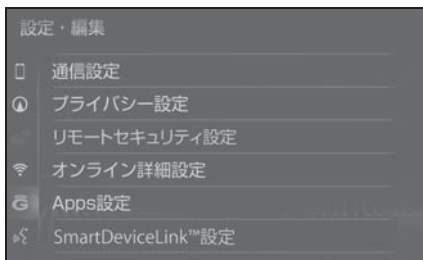 設定・編集
通信設定
プライバシー設定
リモートセキュリティ設定
オンライン詳細設定
Apps設定
SmartDeviceLink™設定